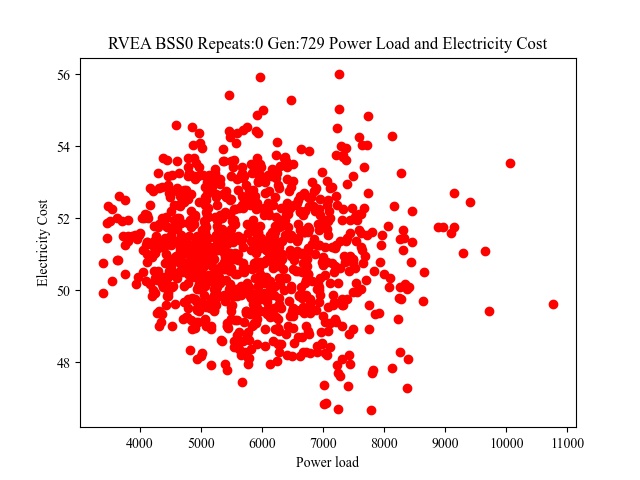 RVEA BSS0 Repeats:0 Gen:729 Power Load and Electricity Cost
56
54
52
50
48
Electricity Cost
4000 5000 6000 7000 8000 9000 10000 11000
Power load